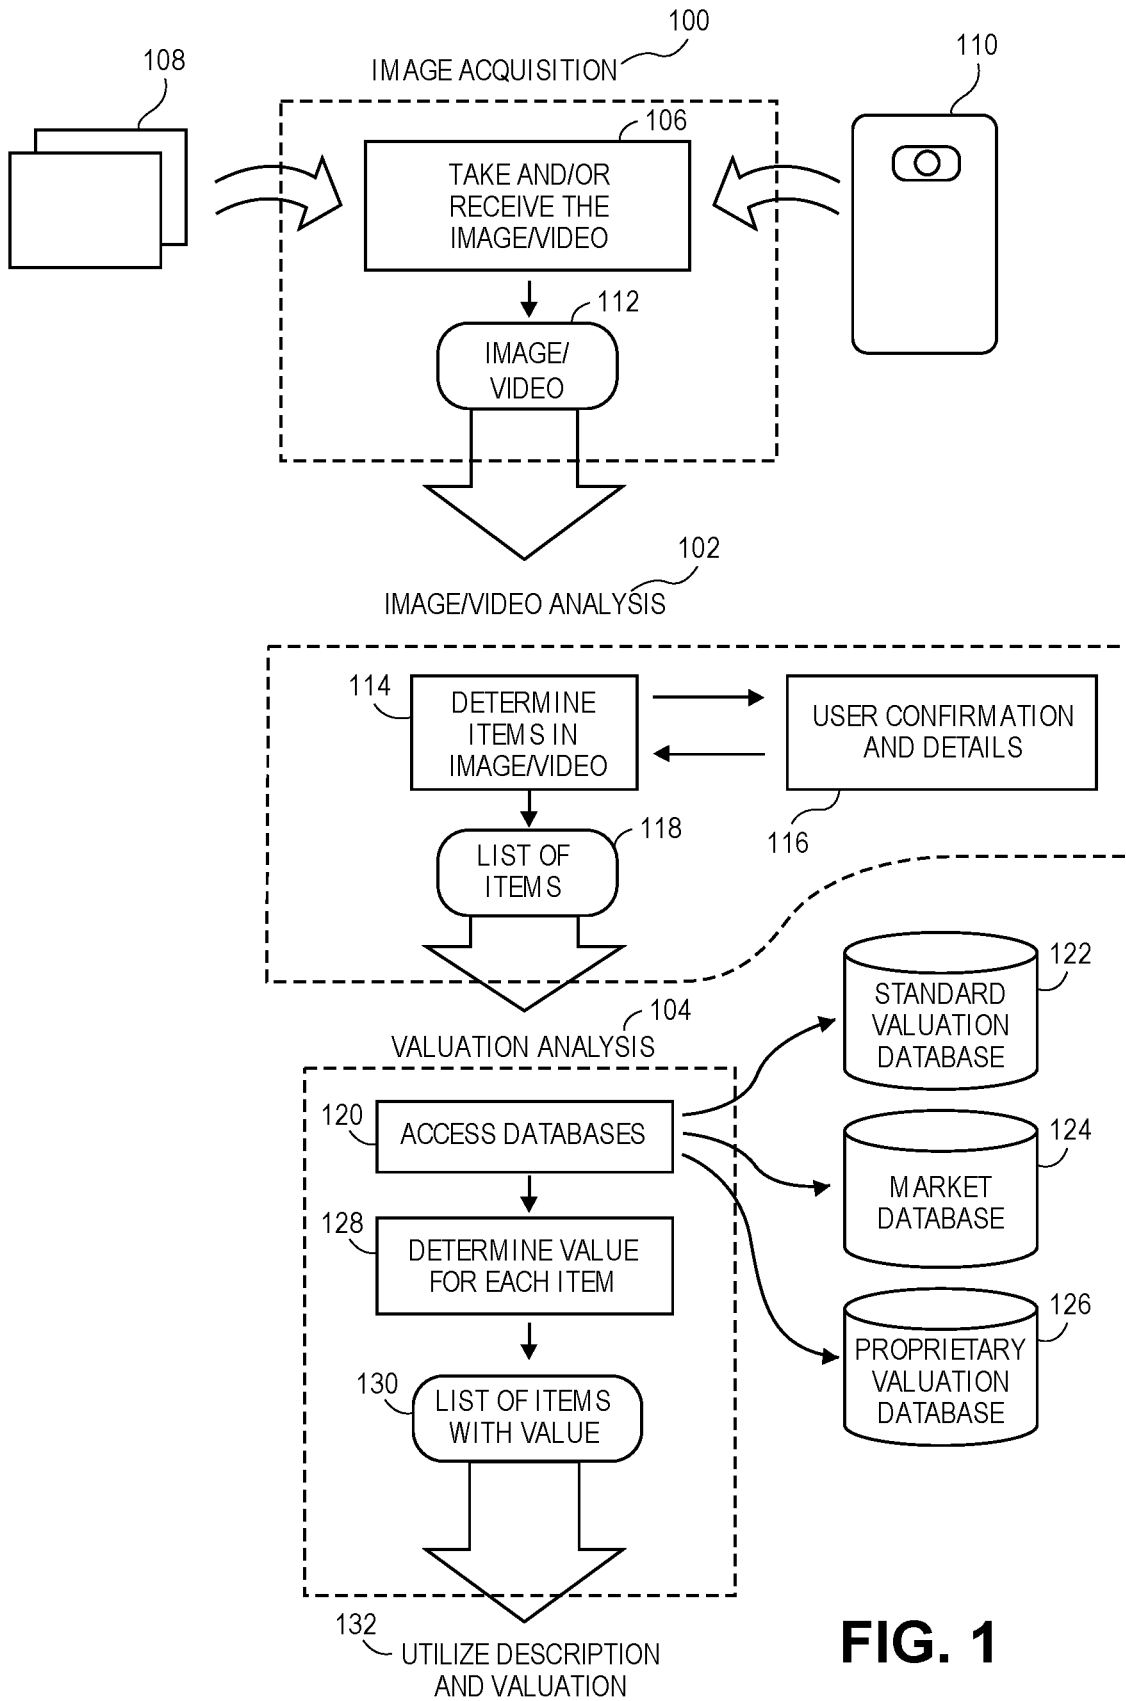 100
IMAGE ACQUISITION
108
110
106
TAKE AND/OR
RECEIVE THE
IMAGE/VIDEO
112
IMAGE/
VIDEO
102
IMAGE/VIDEO ANALYSIS
114
DETERMINE
ITEMS IN
IMAGE/VIDEO
USER CONFIRMATION
AND DETAILS
116
118
LIST OF
ITEMS
104
VALUATION ANALYSIS
122
STANDARD
VALUATION
DATABASE
120
ACCESS DATABASES
124
MARKET
DATABASE
128
DETERMINE VALUE
FOR EACH ITEM
126
PROPRIETARY
VALUATION
DATABASE
130
LIST OF ITEMS
WITH VALUE
132
UTILIZE DESCRIPTION
AND VALUATION
FIG. 1